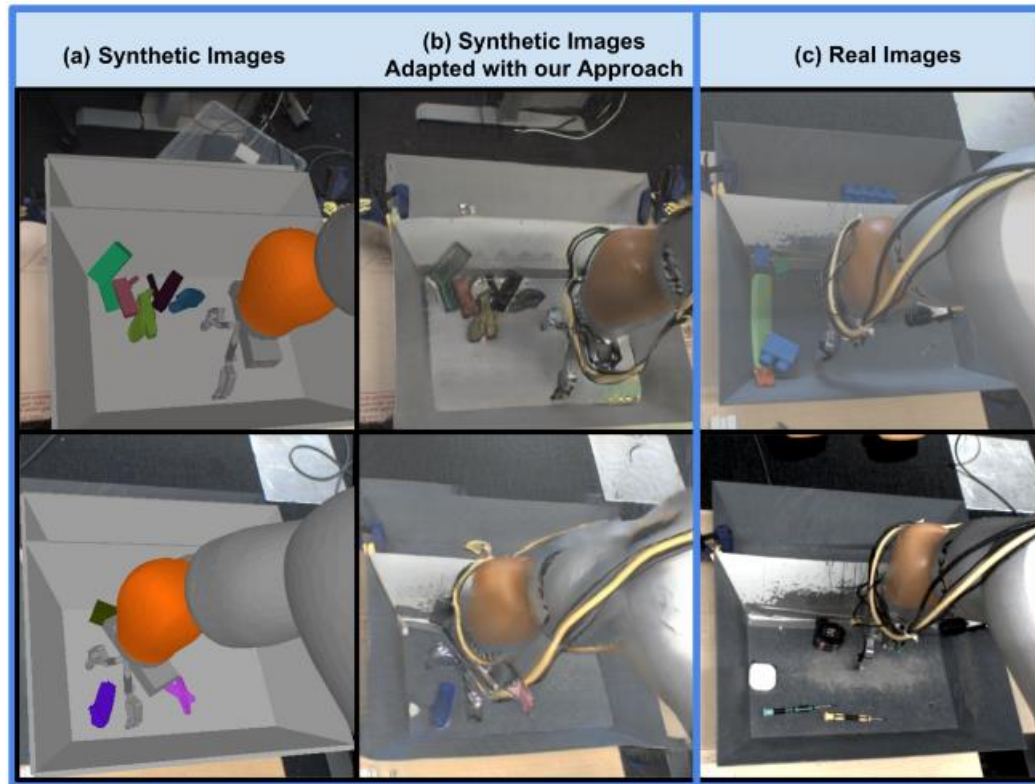 (a) Synthetic Images
(b) Synthetic Images
Adapted with our Approach
(c) Real Images